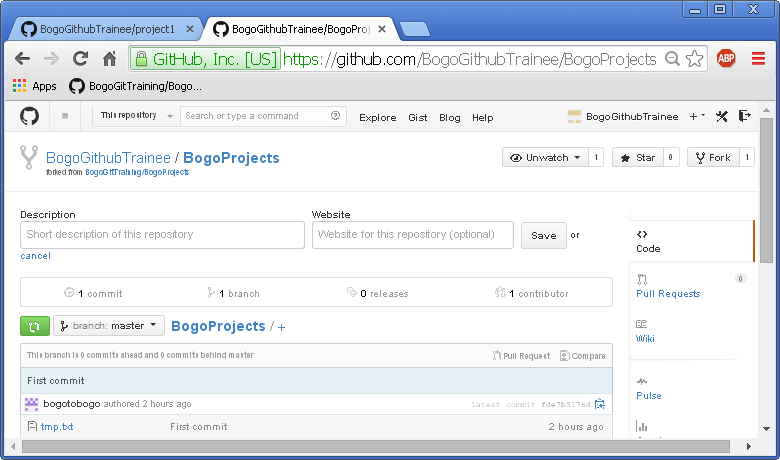 BogoGithubTrainee/project1 BogoGithubTrainee/BogoProj
GitHub, Inc. [US] https://github.com/BogoGithubTrainee/BogoProjects ABP
Apps BogoGitTraining/Bogo...
This repository Search or type a command Explore Gist Blog Help BogoGithubTrainee +
BogoGithubTrainee / BogoProjects Unwatch 1 Star 0 Fork 1
forked from BogoGitTraining/BogoProjects
Description Website
Short description of this repository Website for this repository (optional) Save or
cancel
Code
1 commit 1 branch 0 releases 1 contributor
Pull Requests 0
branch: master BogoProjects / +
Wiki
This branch is 0 commits ahead and 0 commits behind master Pull Request Compare
First commit
Pulse
bogotobogo authored 2 hours ago latest commit fde7b5176d
tmp.txt First commit 2 hours ago